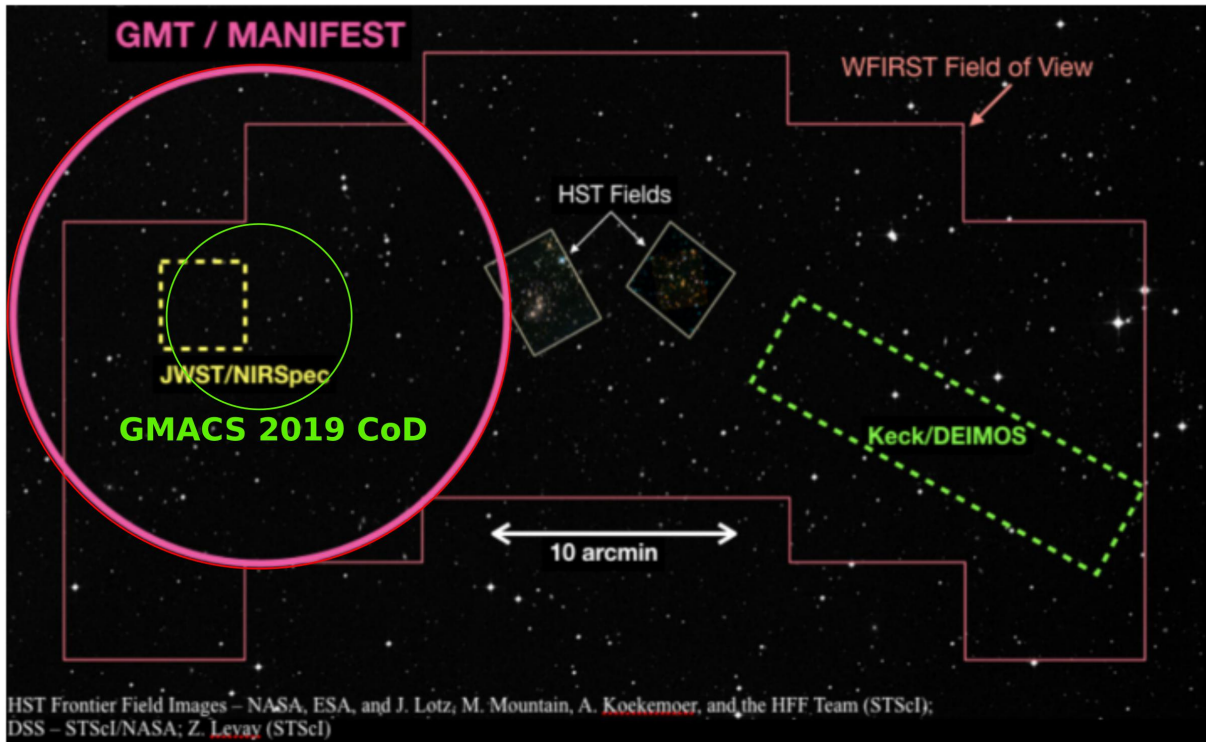 GMT / MANIFEST
WFIRST Field of View
HST Fields
JWST/NIRSpec
GMACS 2019 CoD
Keck/DEIMOS
10 arcmin
HST Frontier Field Images – NASA, ESA, and J. Lotz, M. Mountain, A. Koekemoer, and the HFF Team (STScI);
DSS – STScI/NASA; Z. Levay (STScI)